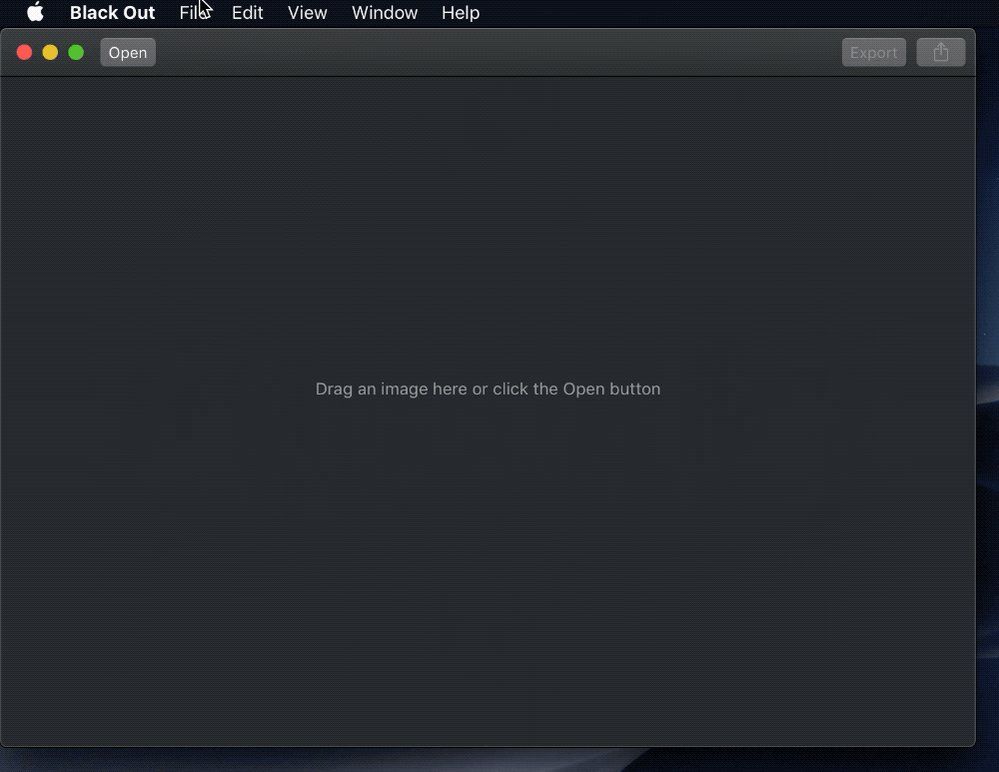 Black Out File Edit View Window Help
Open Export
Drag an image here or click the Open button